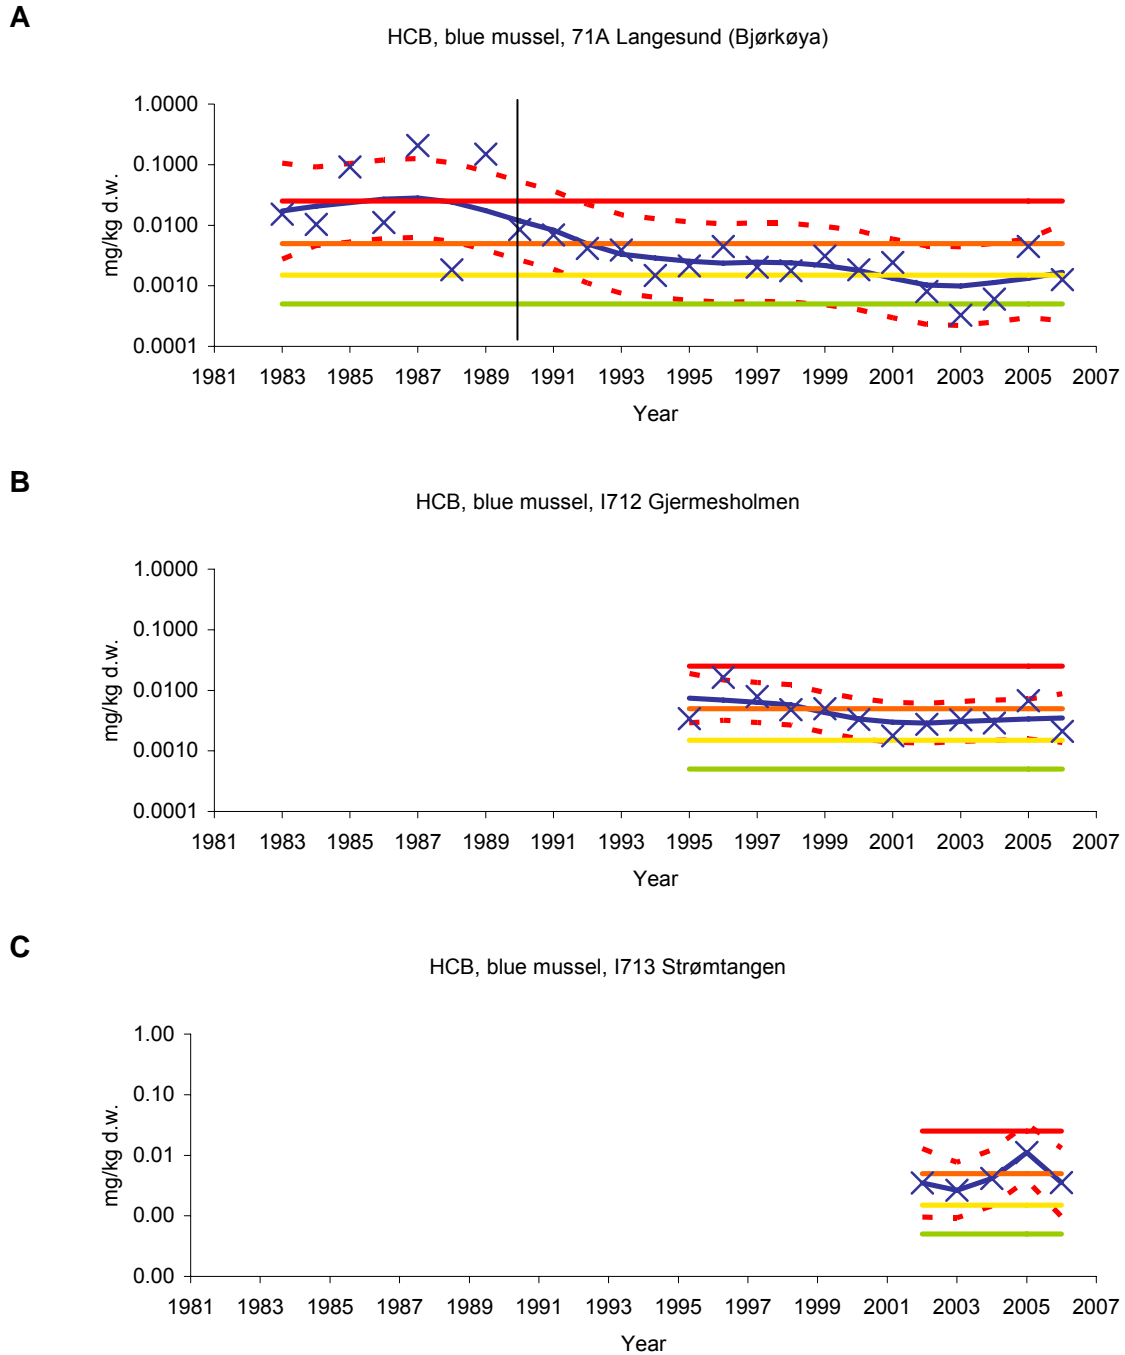 A
HCB, blue mussel, 71A Langesund (Bjørkøya)
1.0000
0.1000
0.0100
0.0010
0.0001
mg/kg d.w.
1981 1983 1985 1987 1989 1991 1993 1995 1997 1999 2001 2003 2005 2007
Year
B
HCB, blue mussel, I712 Gjermesholmen
1.0000
0.1000
0.0100
0.0010
0.0001
mg/kg d.w.
1981 1983 1985 1987 1989 1991 1993 1995 1997 1999 2001 2003 2005 2007
Year
C
HCB, blue mussel, I713 Strømtangen
1.00
0.10
0.01
0.00
0.00
mg/kg d.w.
1981 1983 1985 1987 1989 1991 1993 1995 1997 1999 2001 2003 2005 2007
Year